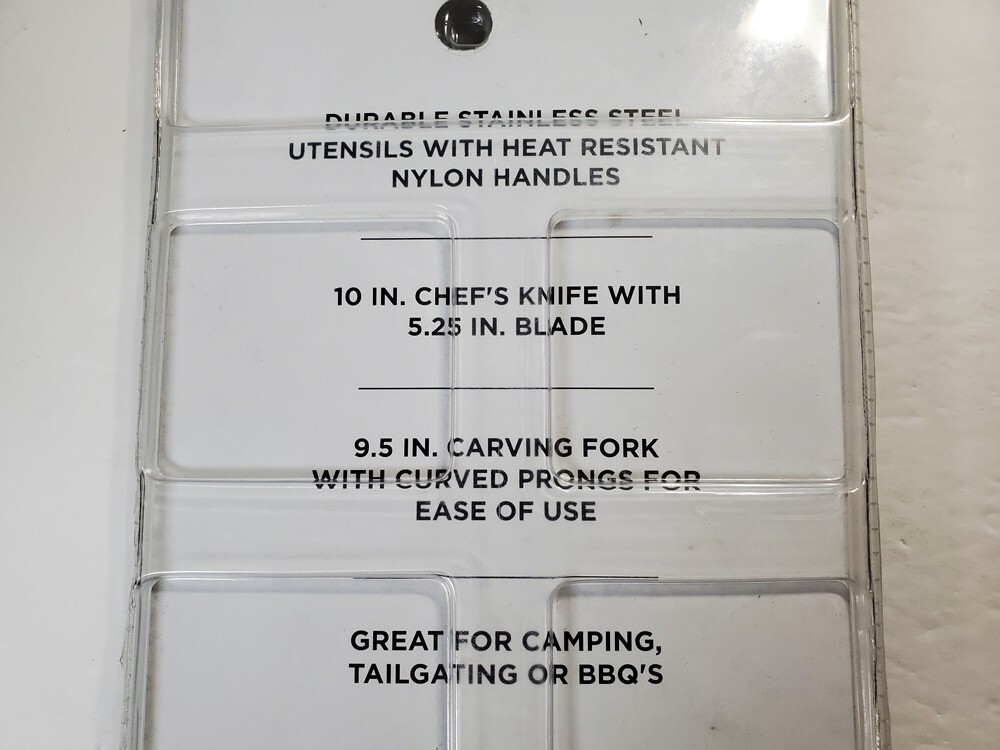 DURABLE STAINLESS STEEL
UTENSILS WITH HEAT RESISTANT
NYLON HANDLES
10 IN. CHEF'S KNIFE WITH
5.25 IN. BLADE
9.5 IN. CARVING FORK
WITH CURVED PRONGS FOR
EASE OF USE
GREAT FOR CAMPING,
TAILGATING OR BBQ'S